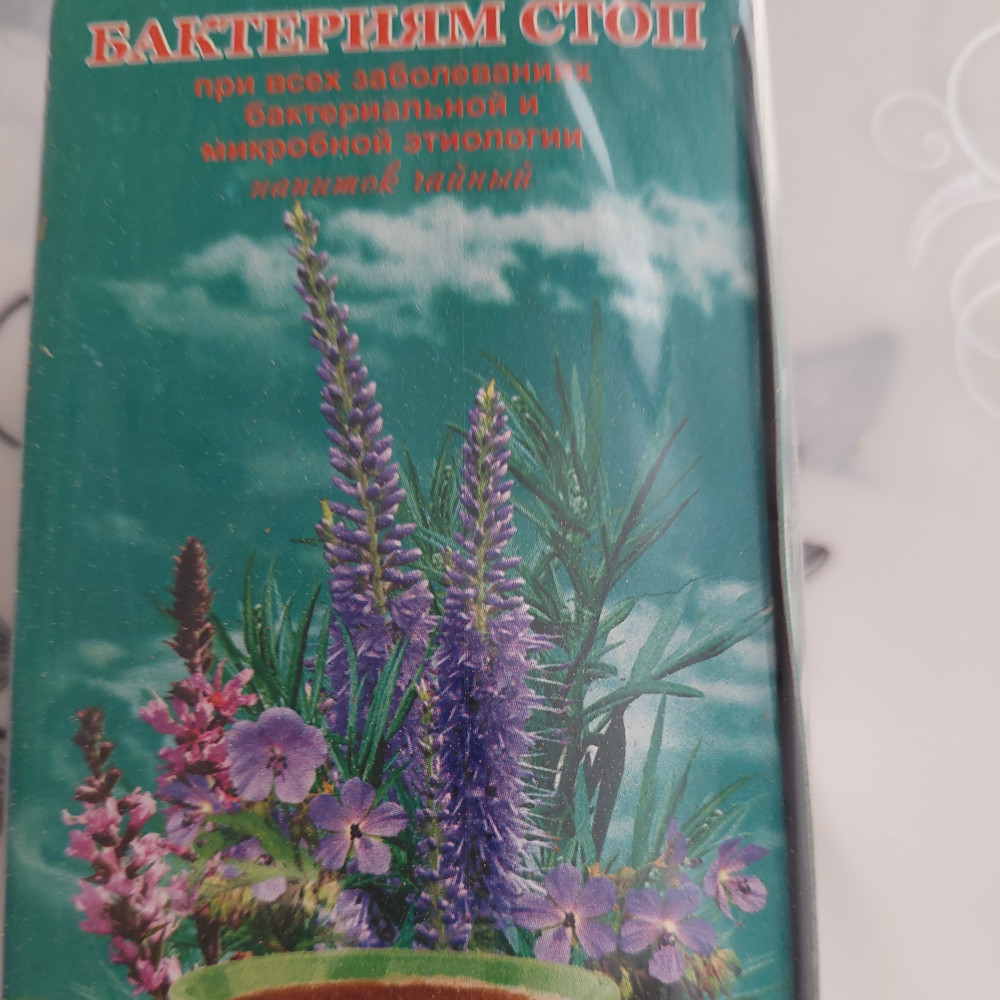 БАКТЕРИЯМ СТОП
при всех заболеваниях
бактериальной и
микробной этиологии
напиток чайный